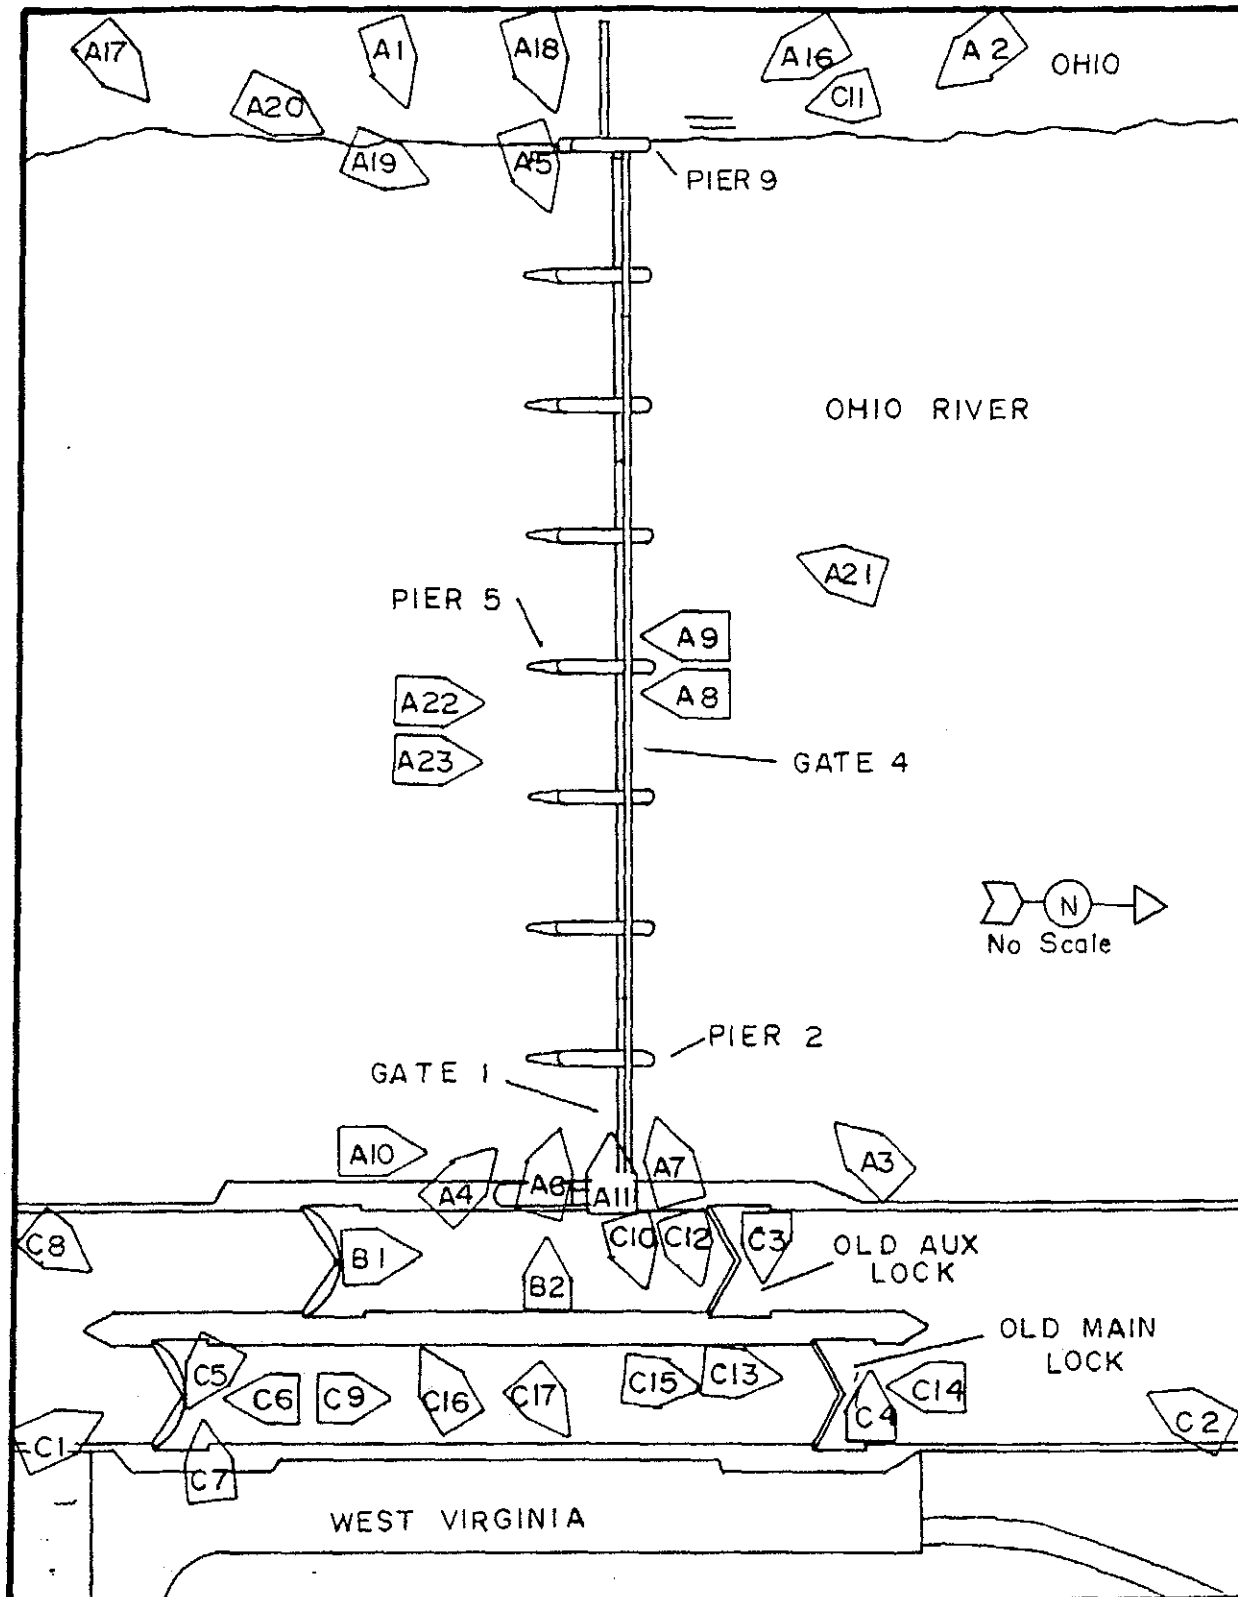 A17
A1
A18
A16
A2
OHIO
A20
C11
A19
A5
PIER 9
OHIO RIVER
A21
PIER 5
A9
A22
A8
A23
GATE 4
N
No Scale
PIER 2
GATE 1
A10
A4
A6
A11
A7
A3
C8
B1
B2
C10
C12
C3
OLD AUX
LOCK
OLD MAIN
LOCK
C5
C6
C9
C16
C17
C15
C13
C4
C14
C2
C1
C7
WEST VIRGINIA